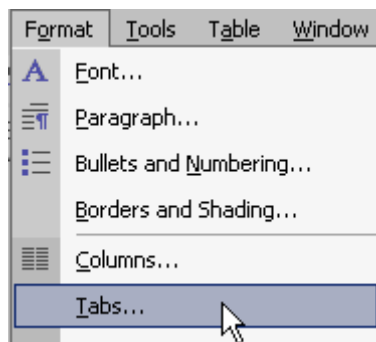 Format Tools Table Window
Font...
Paragraph...
Bullets and Numbering...
Borders and Shading...
Columns...
Tabs...